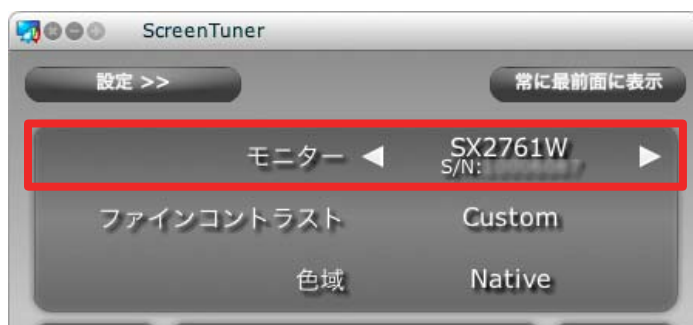 ScreenTuner
設定 >> 常に最前面に表示
モニター ◀ SX2761W ▶
S/N:
ファインコントラスト Custom
色域 Native